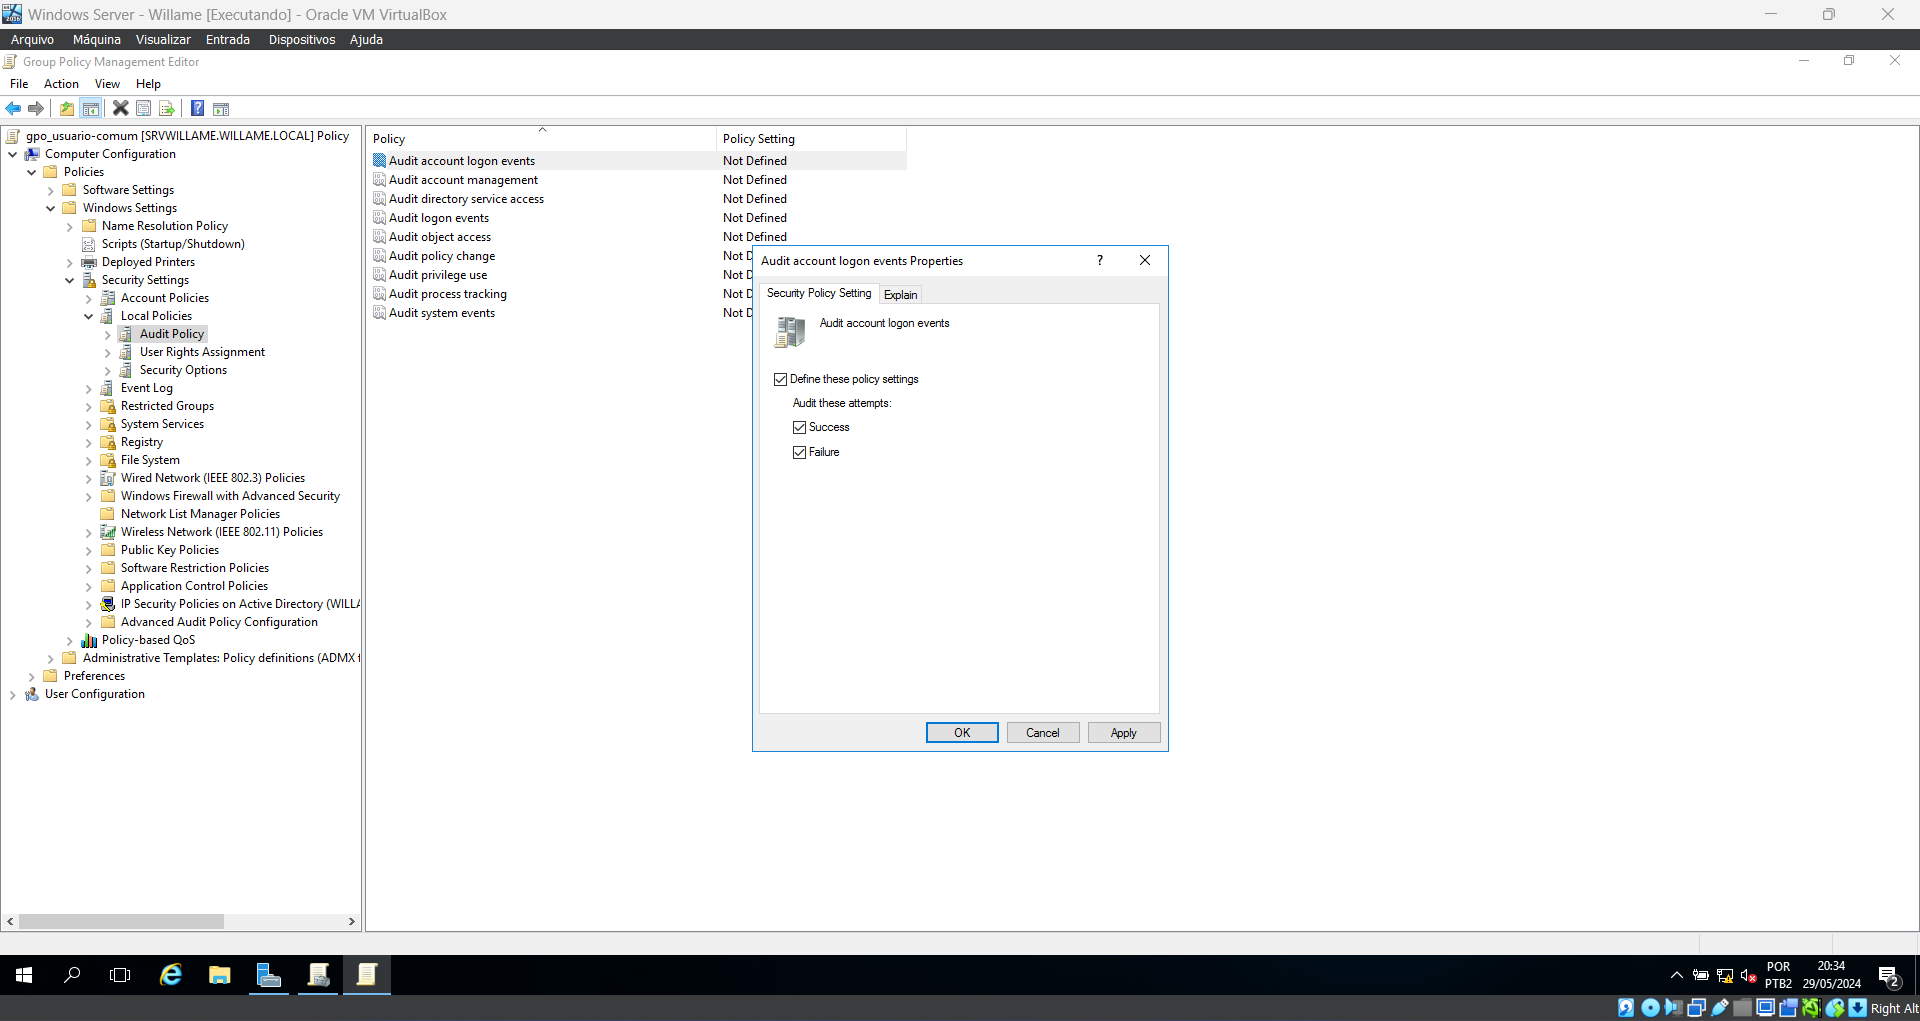 Windows Server - Willame [Executando] - Oracle VM VirtualBox
Arquivo Máquina Visualizar Entrada Dispositivos Ajuda
Group Policy Management Editor
File Action View Help
gpo_usuario-comum [SRVWILLAME.WILLAME.LOCAL] Policy
Computer Configuration
Policies
Software Settings
Windows Settings
Name Resolution Policy
Scripts (Startup/Shutdown)
Deployed Printers
Security Settings
Account Policies
Local Policies
Audit Policy
User Rights Assignment
Security Options
Event Log
Restricted Groups
System Services
Registry
File System
Wired Network (IEEE 802.3) Policies
Windows Firewall with Advanced Security
Network List Manager Policies
Wireless Network (IEEE 802.11) Policies
Public Key Policies
Software Restriction Policies
Application Control Policies
IP Security Policies on Active Directory (WILLA
Advanced Audit Policy Configuration
Policy-based QoS
Administrative Templates: Policy definitions (ADMX f
Preferences
User Configuration
Policy Policy Setting
Audit account logon events Not Defined
Audit account management Not Defined
Audit directory service access Not Defined
Audit logon events Not Defined
Audit object access Not Defined
Audit policy change Not D
Audit privilege use Not D
Audit process tracking Not D
Audit system events Not D
Audit account logon events Properties ?
Security Policy Setting Explain
Audit account logon events
Define these policy settings
Audit these attempts:
Success
Failure
OK Cancel Apply
POR 20:34
PTB2 29/05/2024 2
Right Alt